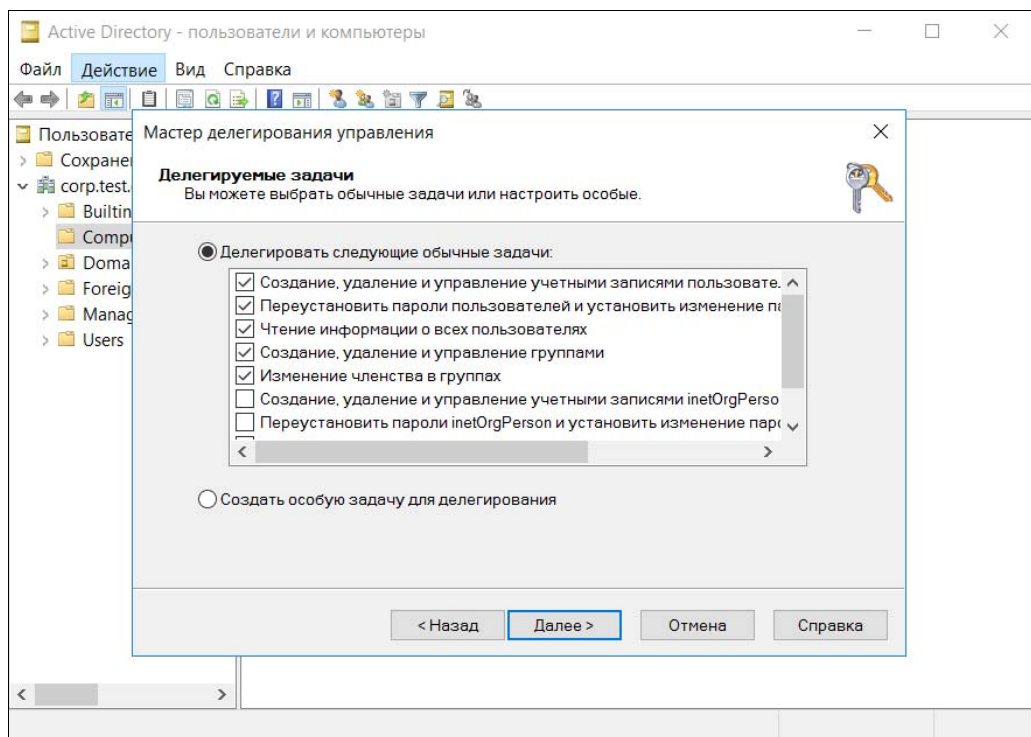 Active Directory - пользователи и компьютеры
Файл Действие Вид Справка
Пользовате
Сохране
corp.test.
Builtin
Comp
Doma
Foreig
Manag
Users
Мастер делегирования управления
Делегируемые задачи
Вы можете выбрать обычные задачи или настроить особые.
Делегировать следующие обычные задачи:
Создание, удаление и управление учетными записями пользовате.
Переустановить пароли пользователей и установить изменение па
Чтение информации о всех пользователях
Создание, удаление и управление группами
Изменение членства в группах
Создание, удаление и управление учетными записями inetOrgPerso
Переустановить пароли inetOrgPerson и установить изменение паро
Создать особую задачу для делегирования
< Назад Далее > Отмена Справка